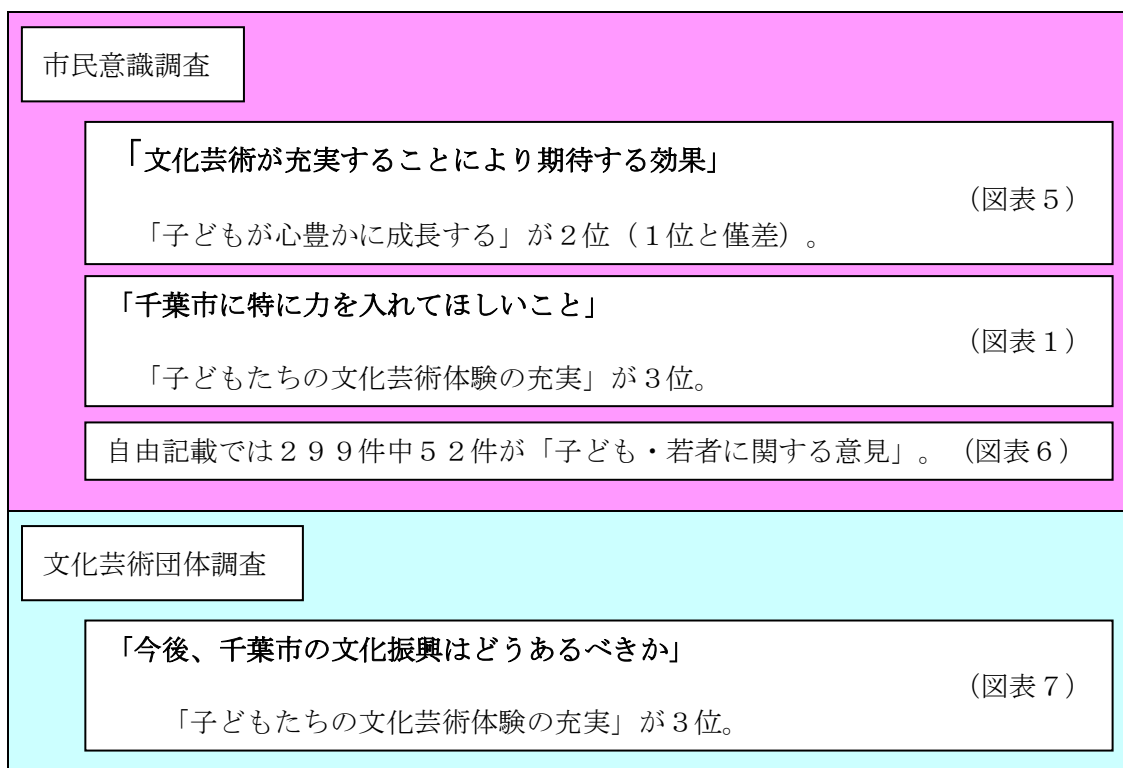 市民意識調査
「文化芸術が充実することにより期待する効果」
（図表５）
「子どもが心豊かに成長する」が２位（１位と僅差）。
「千葉市に特に力を入れてほしいこと」
（図表１）
「子どもたちの文化芸術体験の充実」が３位。
自由記載では２９９件中５２件が「子ども・若者に関する意見」。（図表６）
文化芸術団体調査
「今後、千葉市の文化振興はどうあるべきか」
（図表７）
「子どもたちの文化芸術体験の充実」が３位。